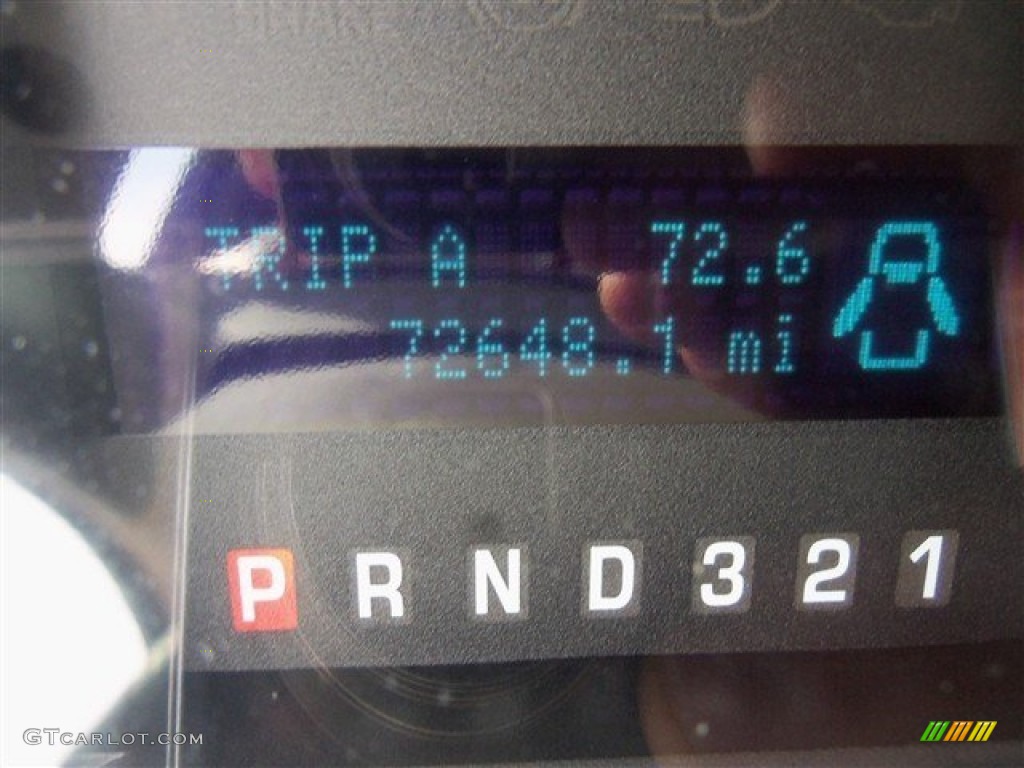 TRIP A 72.6
72648.1 mi
P R N D 3 2 1
GTCARLOT.COM